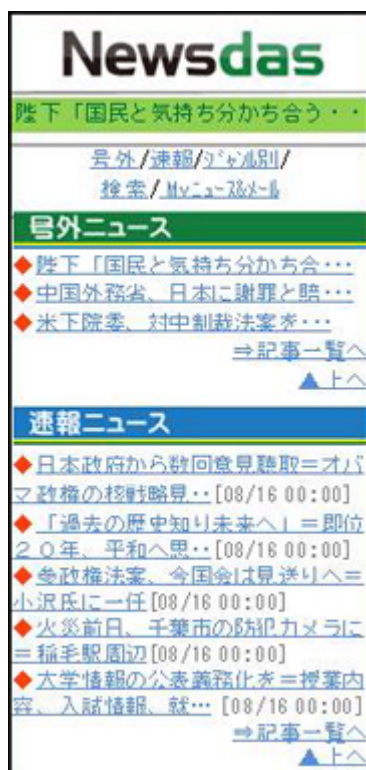 Newsdas
陛下「国民と気持ち分かち合う・・
号外/速報/ジャンル別/
検索/Myニュース&メール
号外ニュース
◆陛下「国民と気持ち分かち合･･･
◆中国外務省、日本に謝罪と賠･･･
◆米下院委、対中制裁法案を･･･
⇒記事一覧へ
▲上へ
速報ニュース
◆日本政府から数回意見聴取＝オバ
マ政権の核戦略見･･[08/16 00:00]
◆「過去の歴史知り未来へ」＝即位
２０年、平和へ思･･[08/16 00:00]
◆参政権法案、今国会は見送りへ＝
小沢氏に一任[08/16 00:00]
◆火災前日、千葉市の防犯カメラに
＝稲毛駅周辺[08/16 00:00]
◆大学情報の公表義務化を＝授業内
容、入試情報、就･･･ [08/16 00:00]
⇒記事一覧へ
▲上へ